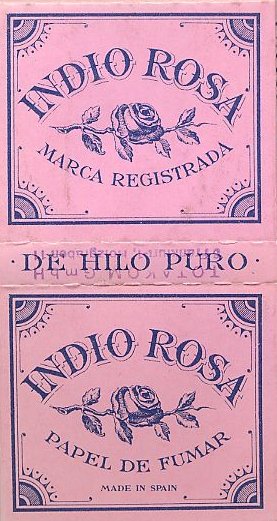 INDIO ROSA
MARCA REGISTRADA
· DE HILO PURO ·
INDIO ROSA
PAPEL DE FUMAR
MADE IN SPAIN